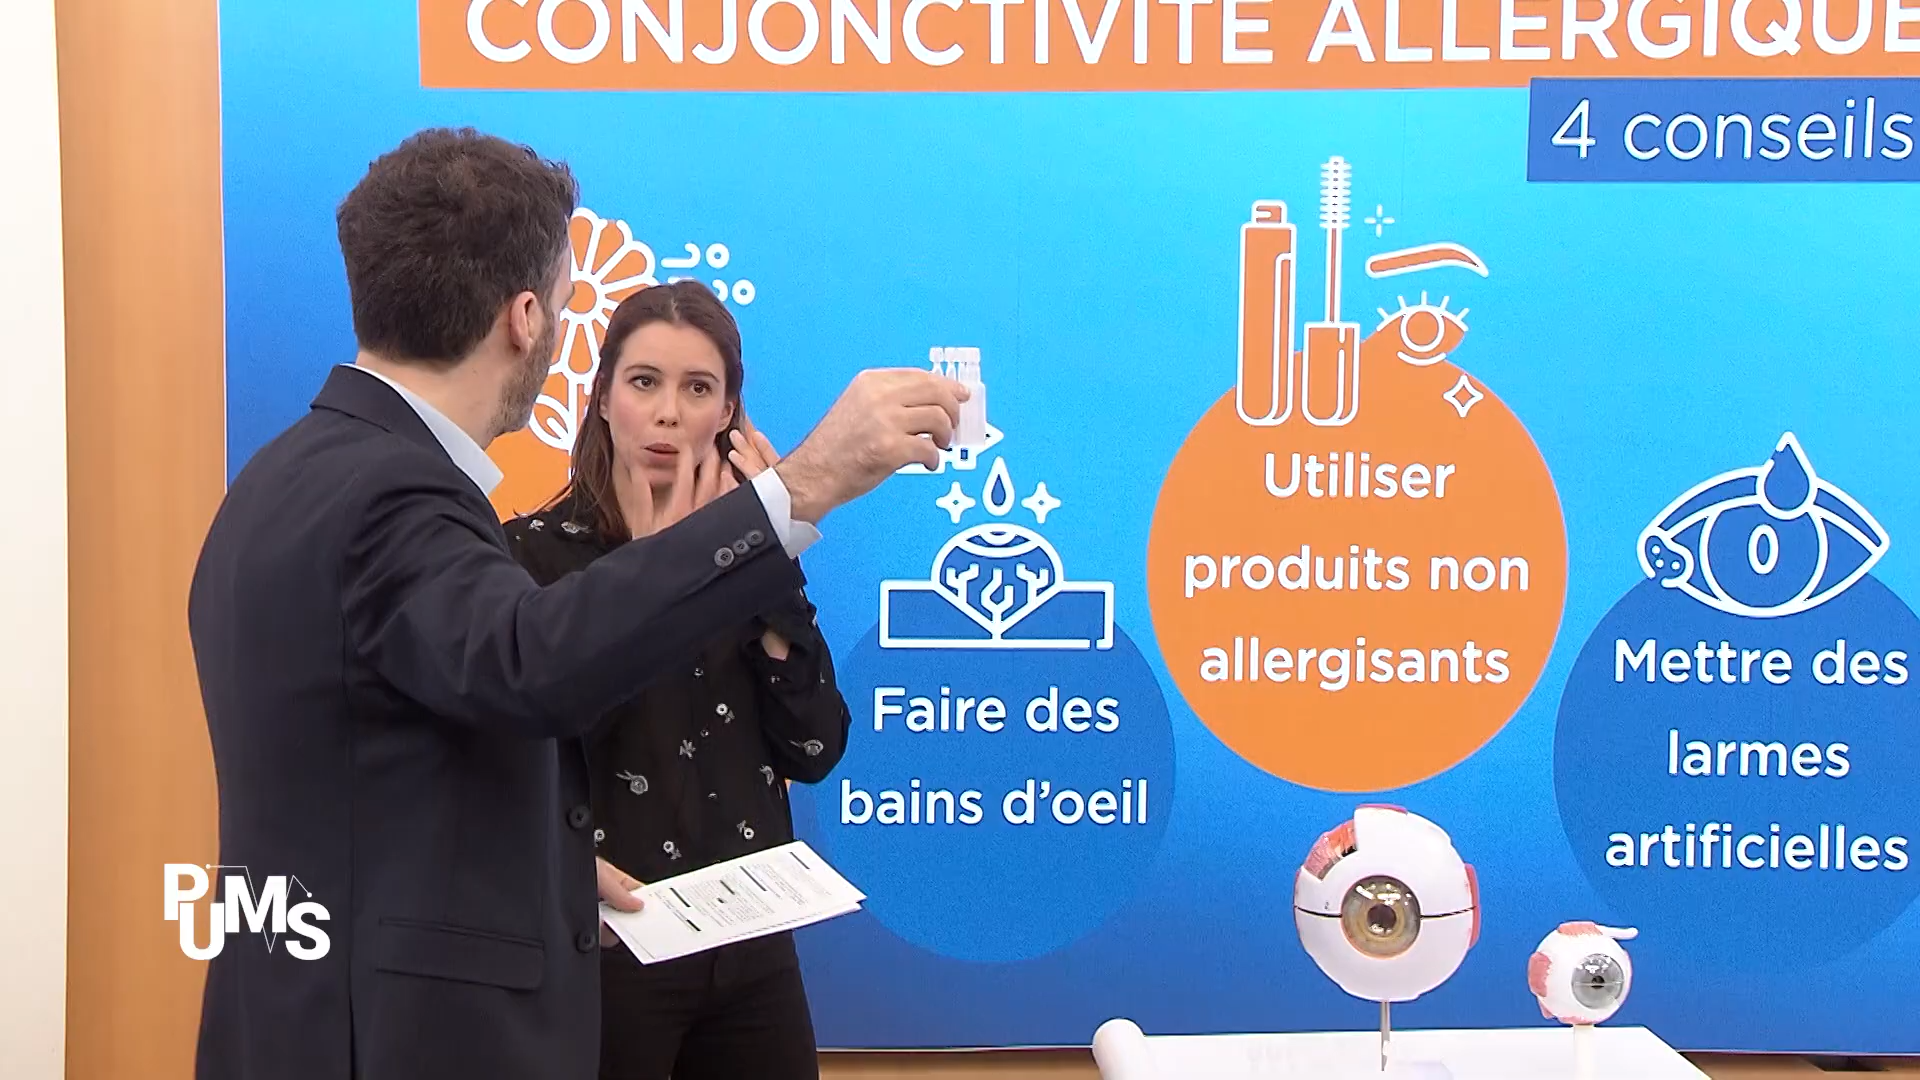 CONJONCTIVITE ALLERGIQUE
4 conseils
Utiliser
produits non
allergisants
Faire des
bains d'oeil
Mettre des
larmes
artificielles
PUMS